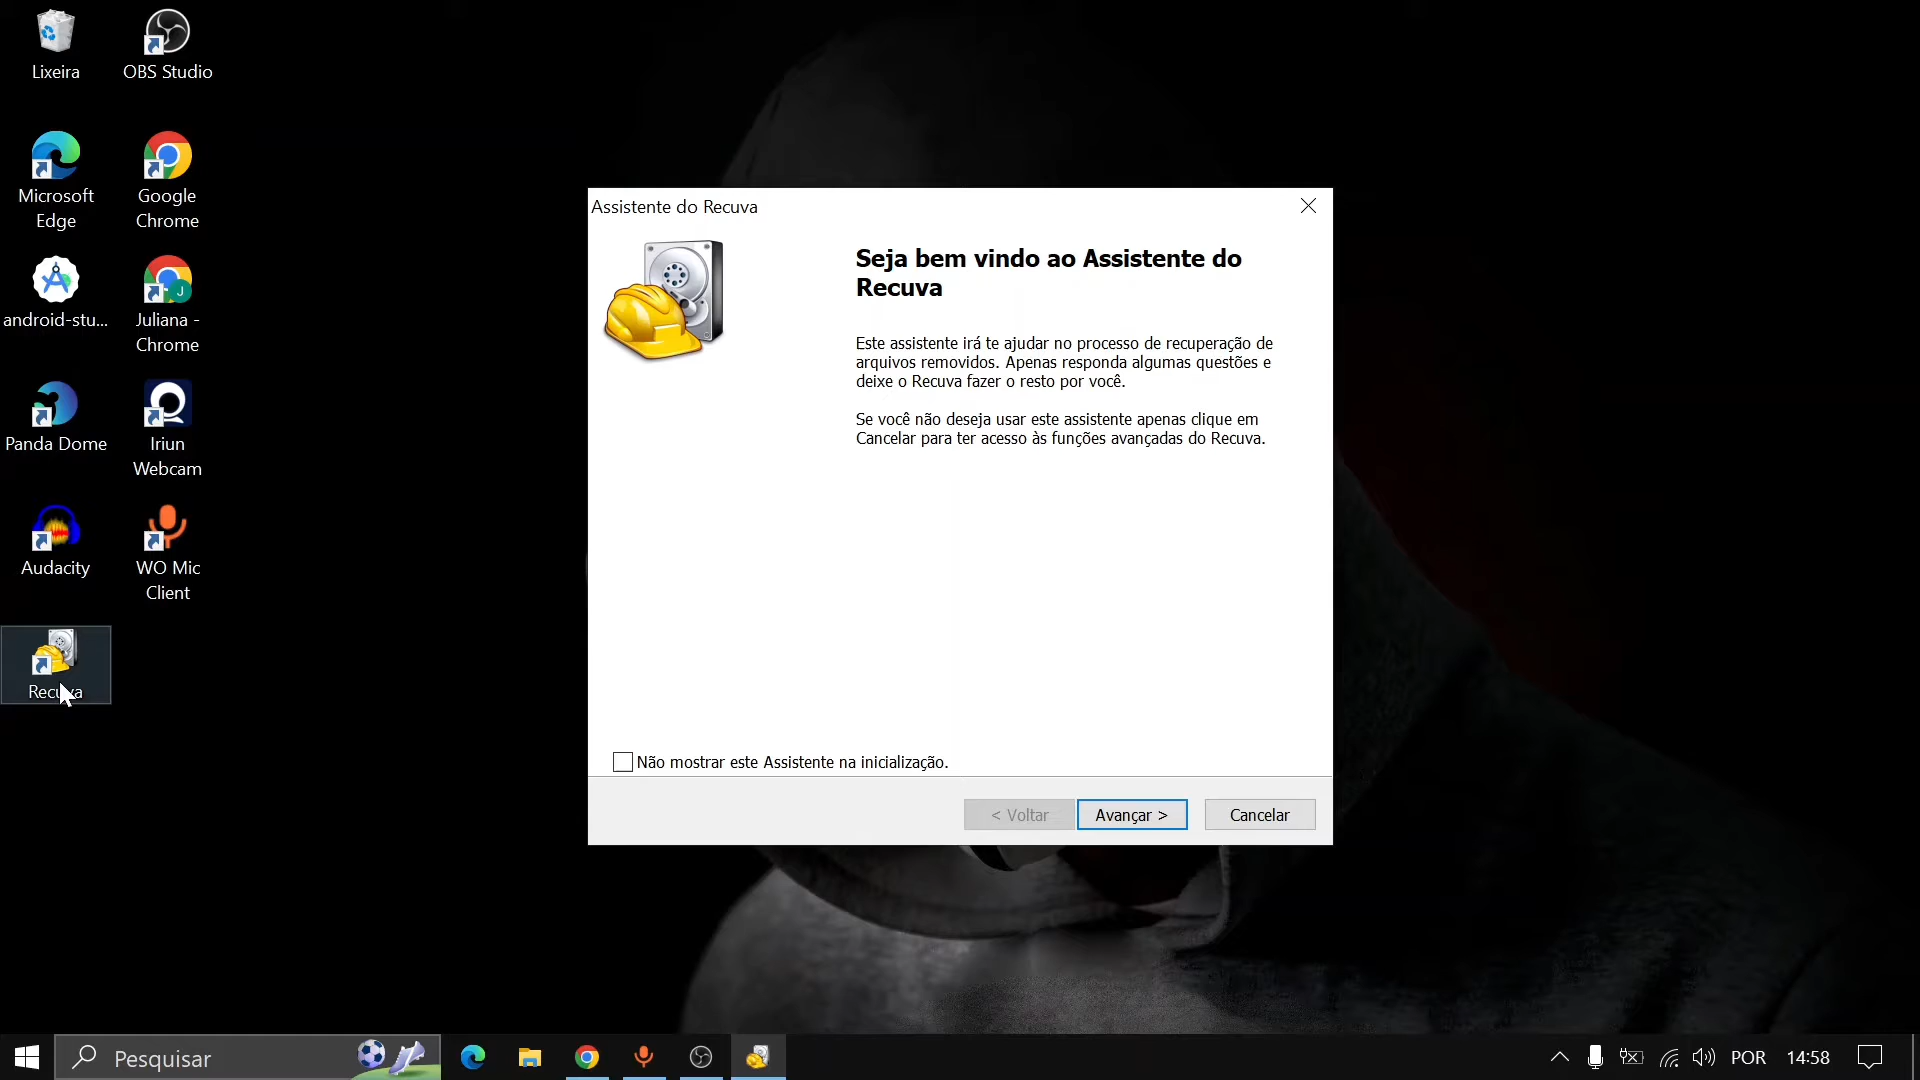 Lixeira
OBS Studio
Microsoft
Edge
Google
Chrome
android-stu...
Juliana -
Chrome
Panda Dome
Iriun
Webcam
Audacity
WO Mic
Client
Recuva
Assistente do Recuva
Seja bem vindo ao Assistente do
Recuva
Este assistente irá te ajudar no processo de recuperação de
arquivos removidos. Apenas responda algumas questões e
deixe o Recuva fazer o resto por você.
Se você não deseja usar este assistente apenas clique em
Cancelar para ter acesso às funções avançadas do Recuva.
Não mostrar este Assistente na inicialização.
< Voltar
Avançar >
Cancelar
Pesquisar
POR
14:58